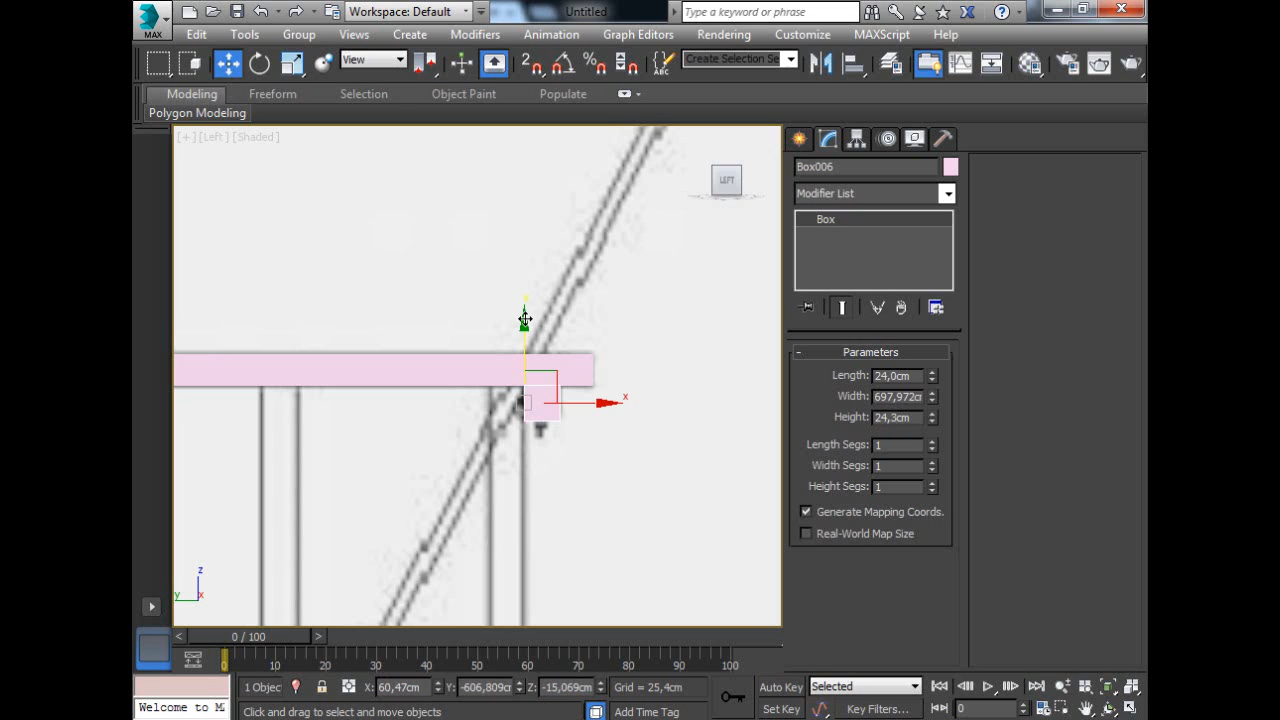 MAX
Workspace: Default
Untitled
Type a keyword or phrase
Edit Tools Group Views Create Modifiers Animation Graph Editors Rendering Customize MAXScript Help
View
Create Selection Se
Modeling Freeform Selection Object Paint Populate
Polygon Modeling
[+] [Left] [Shaded]
LEFT
x
z
y x
Box006
Modifier List
Box
Parameters
Length: 24,0cm
Width: 697,972c
Height: 24,3cm
Length Segs: 1
Width Segs: 1
Height Segs: 1
Generate Mapping Coords.
Real-World Map Size
0 / 100
0 10 20 30 40 50 60 70 80 90 100
1 Objec X: 60,47cm Y: -606,809c Z: -15,069cm Grid = 25,4cm Auto Key Selected
Welcome to M Click and drag to select and move objects Add Time Tag Set Key Key Filters... 0